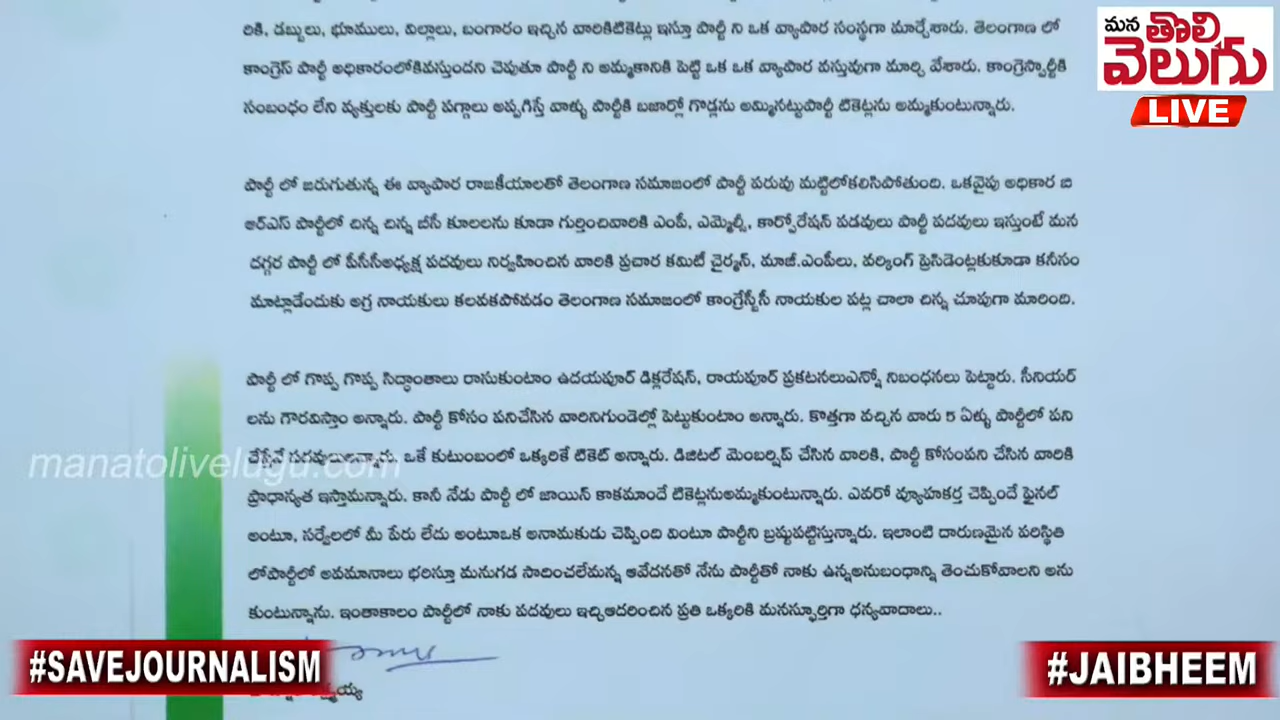 రికి, డబ్బులు, భూములు, విల్లాలు, బంగారం ఇచ్చిన వారికిటికెట్లు ఇస్తూ పార్టీ ని ఒక వ్యాపార సంస్థగా మార్చేశారు. తెలంగాణ లో
కాంగ్రెస్ పార్టీ అధికారంలోకివస్తుందని చెపుతూ పార్టీ ని అమ్మకానికి పెట్టి ఒక ఒక వ్యాపార వస్తువుగా మార్చి వేశారు. కాంగ్రెస్పార్టీకి
సంబంధం లేని వ్యక్తులకు పార్టీ పగ్గాలు అప్పగిస్తే వాళ్ళు పార్టీకి బజార్లో గొడ్లను అమ్మినట్టుపార్టీ టికెట్లను అమ్మకుంటున్నారు.
పార్టీ లో జరుగుతున్న ఈ వ్యాపార రాజకీయాలతో తెలంగాణ సమాజంలో పార్టీ పరువు మట్టిలోకలిసిపోతుంది. ఒకవైపు అధికార బి
ఆర్ఎస్ పార్టీలో చిన్న చిన్న బీసీ కూలలను కూడా గుర్తించివారికి ఎంపీ, ఎమ్మెల్సీ, కార్పోరేషన్ పడవులు పార్టీ పదవులు ఇస్తుంటే మన
దగ్గర పార్టీ లో పీసీసీఅధ్యక్ష పదవులు నిర్వహించిన వారికి ప్రచార కమిటీ చైర్మన్, మాజీ.ఎంపీలు, వర్కింగ్ ప్రెసిడెంట్లకుకూడా కనీసం
మాట్లాడేందుకు అగ్ర నాయకులు కలవకపోవడం తెలంగాణ సమాజంలో కాంగ్రేస్బీసీ నాయకుల పట్ల చాలా చిన్న చూపుగా మారింది.
పార్టీ లో గొప్ప గొప్ప సిద్ధాంతాలు రాసుకుంటాం ఉదయపూర్ డిక్లరేషన్, రాయపూర్ ప్రకటనలుఎన్నో నిబంధనలు పెట్టారు. సీనియర్
లను గౌరవిస్తాం అన్నారు. పార్టీ కోసం పనిచేసిన వారినిగుండెల్లో పెట్టుకుంటాం అన్నారు. కొత్తగా వచ్చిన వారు 5 ఏళ్ళు పార్టీలో పని
చేస్తేనే ఒకే కుటుంబంలో ఒక్కరికే టికెట్ అన్నారు. డిజిటల్ మెంబర్షిప్ చేసిన వారికి, పార్టీ కోసంపని చేసిన వారికి
ప్రాధాన్యత ఇస్తామన్నారు. కానీ నేడు పార్టీ లో జాయిన్ కాకమాందే టికెట్లనుఅమ్మకుంటున్నారు. ఎవరో వ్యూహకర్త చెప్పిందే ఫైనల్
అంటూ, సర్వేలలో మీ పేరు లేదు అంటూఒక అనామకుడు చెప్పింది వింటూ పార్టీని బ్రష్టుపట్టిస్తున్నారు. ఇలాంటి దారుణమైన పరిస్థితి
లోపార్టీలో అవమానాలు భరిస్తూ మనుగడ సాదించలేమన్న ఆవేదనతో నేను పార్టీతో నాకు ఉన్నఅనుబంధాన్ని తెంచుకోవాలని అను
కుంటున్నాను. ఇంతాకాలం పార్టీలో నాకు పదవులు ఇచ్చిఆదరించిన ప్రతి ఒక్కరికి మనస్ఫూర్తిగా ధన్యవాదాలు..
మన తొలి
వెలుగు
LIVE
manatolivelugu.com
#SAVEJOURNALISM
#JAIBHEEM